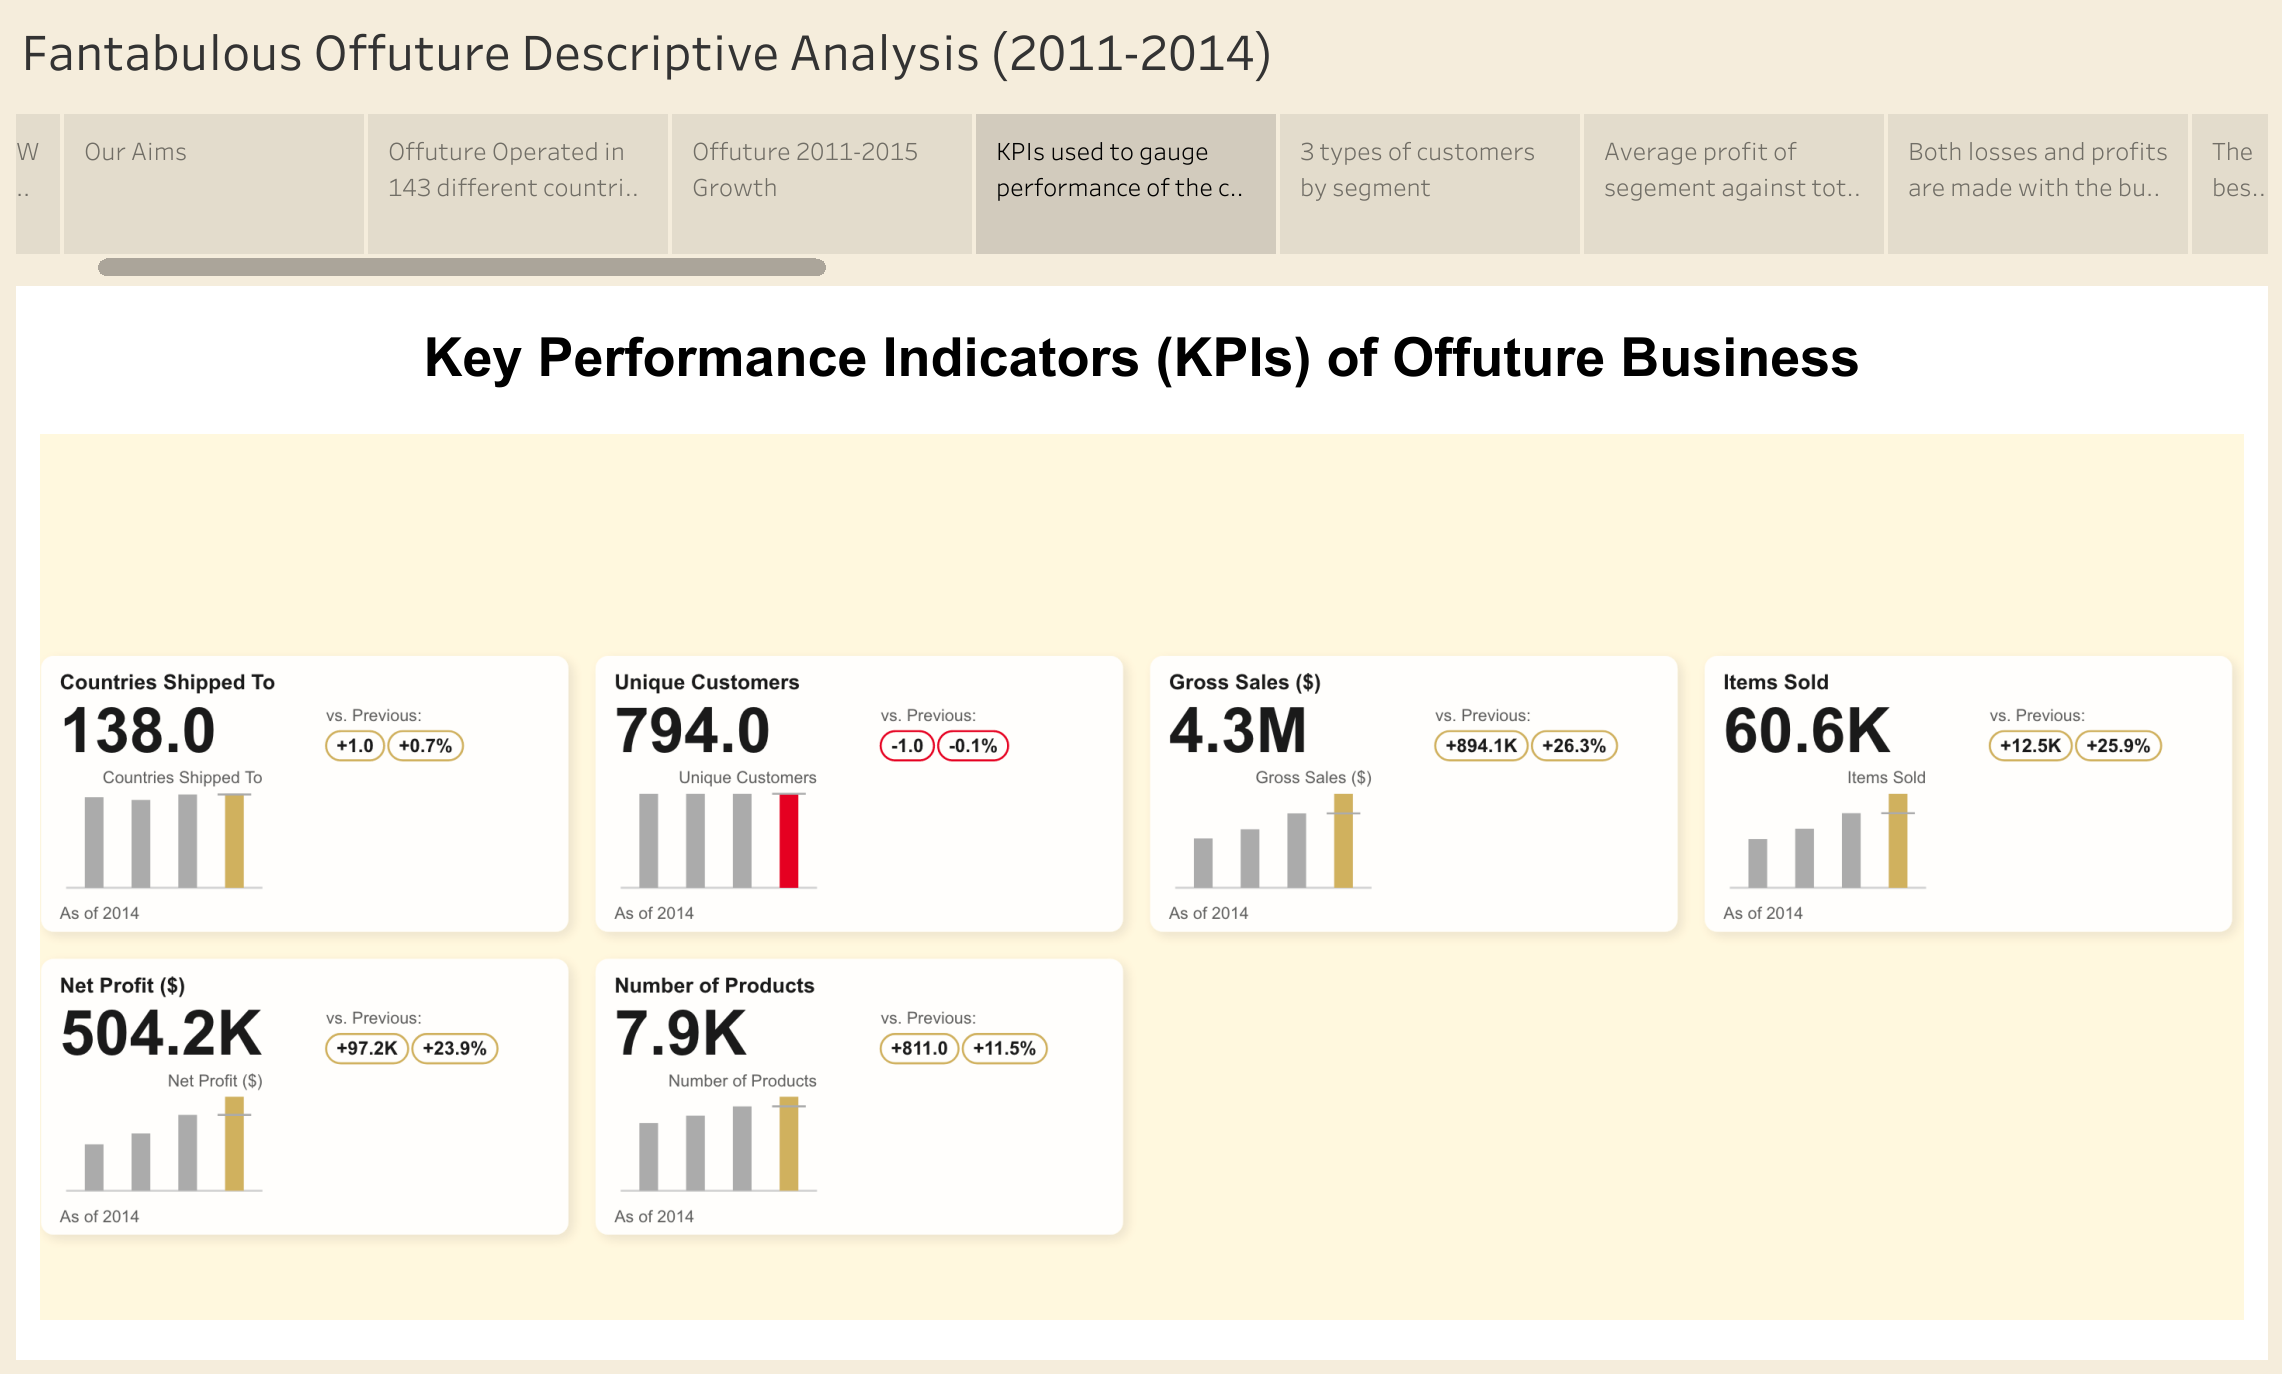 Fantabulous Offuture Descriptive Analysis (2011-2014)
W
..
Our Aims
Offuture Operated in
143 different countri..
Offuture 2011-2015
Growth
KPIs used to gauge
performance of the c..
3 types of customers
by segment
Average profit of
segement against tot..
Both losses and profits
are made with the bu..
The
bes..
Key Performance Indicators (KPIs) of Offuture Business
Countries Shipped To
138.0
vs. Previous:
+1.0 +0.7%
Countries Shipped To
As of 2014
Unique Customers
794.0
vs. Previous:
-1.0 -0.1%
Unique Customers
As of 2014
Gross Sales ($)
4.3M
vs. Previous:
+894.1K +26.3%
Gross Sales ($)
As of 2014
Items Sold
60.6K
vs. Previous:
+12.5K +25.9%
Items Sold
As of 2014
Net Profit ($)
504.2K
vs. Previous:
+97.2K +23.9%
Net Profit ($)
As of 2014
Number of Products
7.9K
vs. Previous:
+811.0 +11.5%
Number of Products
As of 2014